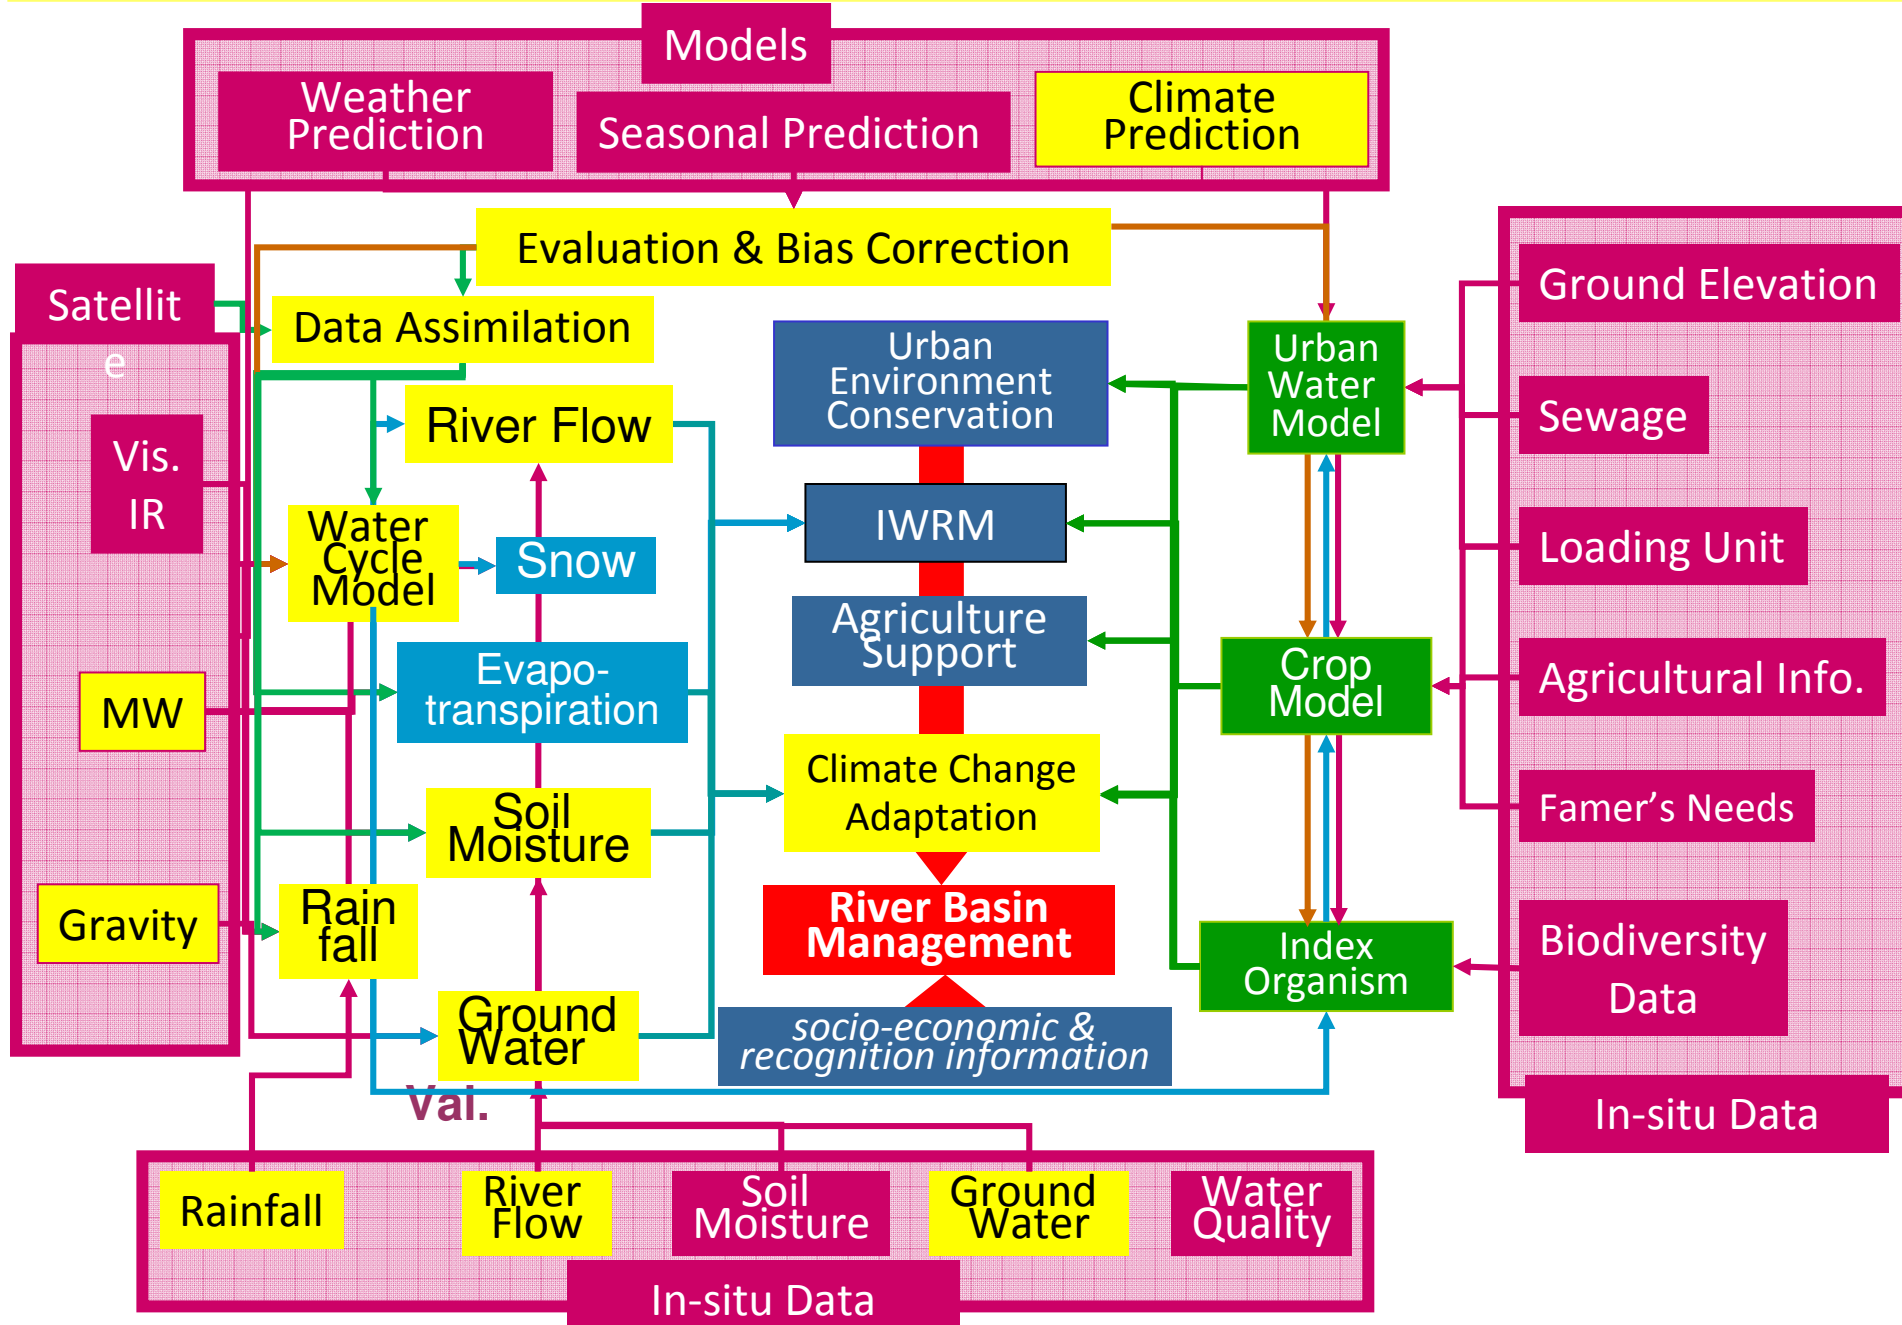 Models
Weather
Prediction
Seasonal Prediction
Climate
Prediction
Evaluation & Bias Correction
Satellit
e
Data Assimilation
Vis.
IR
MW
Gravity
River Flow
Water
Cycle
Model
Snow
Evapo-
transpiration
Soil
Moisture
Rain
fall
Ground
Water
Val.
Urban
Environment
Conservation
IWRM
Agriculture
Support
Climate Change
Adaptation
River Basin
Management
socio-economic &
recognition information
Urban
Water
Model
Crop
Model
Index
Organism
Ground Elevation
Sewage
Loading Unit
Agricultural Info.
Famer's Needs
Biodiversity
Data
In-situ Data
Rainfall
River
Flow
Soil
Moisture
Ground
Water
Water
Quality
In-situ Data